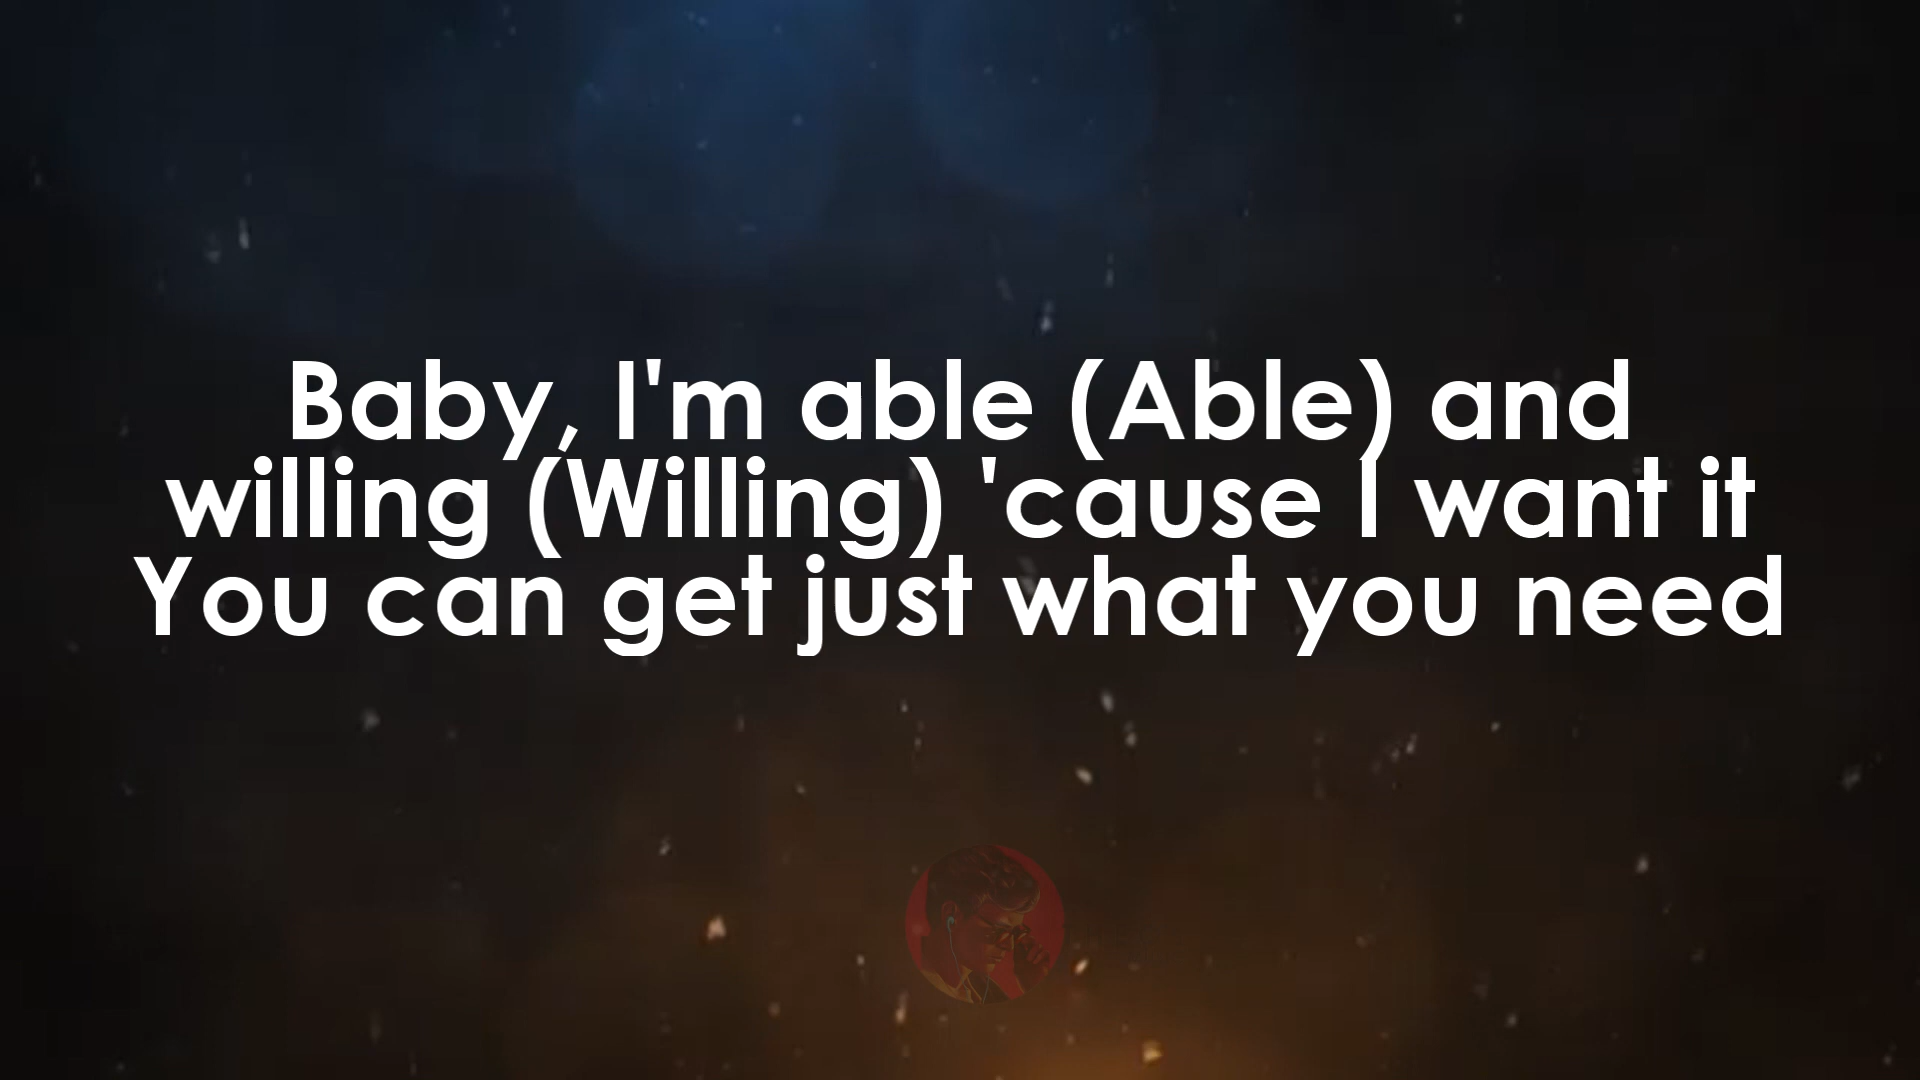 Baby, I'm able (Able) and
willing (Willing) 'cause I want it
You can get just what you need